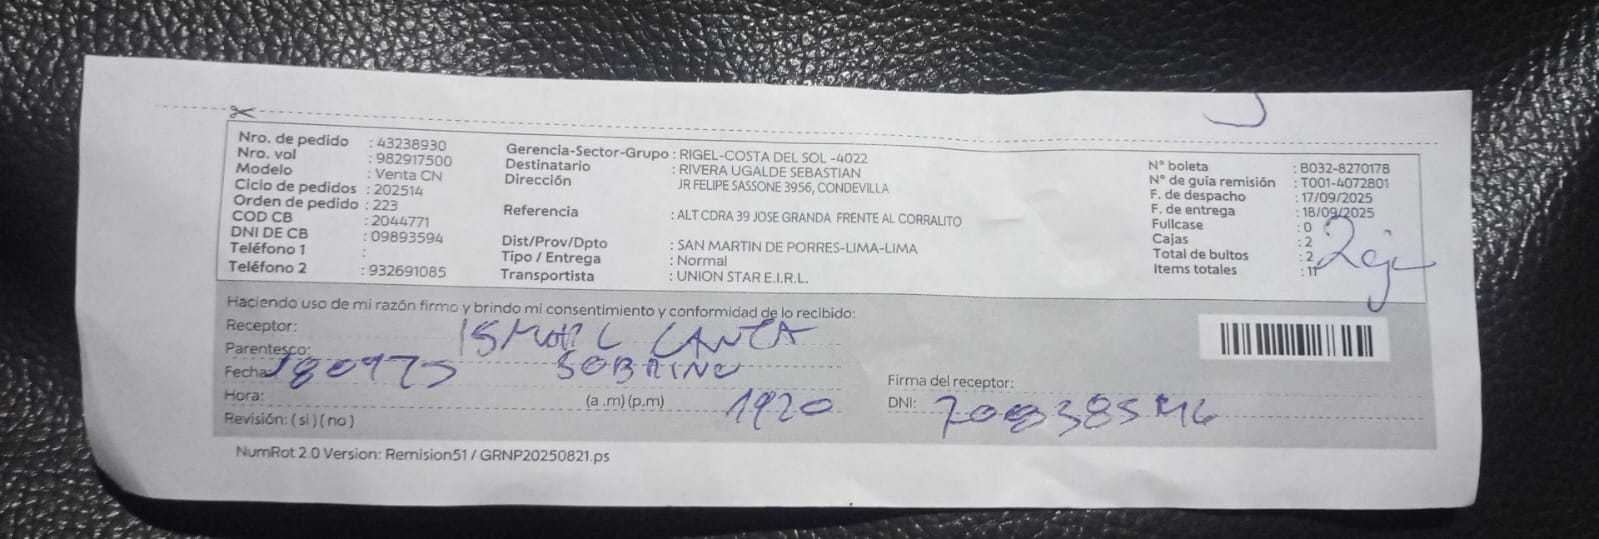 Nro. de pedido : 43238930
Nro. vol : 982917500
Modelo : Venta CN
Ciclo de pedidos : 202514
Orden de pedido : 223
COD CB : 2044771
DNI DE CB : 09893594
Teléfono 1 :
Teléfono 2 : 932691085
Gerencia-Sector-Grupo : RIGEL-COSTA DEL SOL -4022
Destinatario : RIVERA UGALDE SEBASTIAN
Dirección JR FELIPE SASSONE 3956, CONDEVILLA
Referencia : ALT CDRA 39 JOSE GRANDA FRENTE AL CORRALITO
Dist/Prov/Dpto : SAN MARTIN DE PORRES-LIMA-LIMA
Tipo / Entrega : Normal
Transportista : UNION STAR E.I.R.L.
N° boleta : B032-8270178
N° de guía remisión : T001-4072801
F. de despacho : 17/09/2025
F. de entrega : 18/09/2025
Fullcase : 0
Cajas : 2
Total de bultos : 2
Items totales : 11
Haciendo uso de mi razón firmo y brindo mi consentimiento y conformidad de lo recibido:
Receptor:
Parentesco: SOBRINO
Fecha:
Hora: (a .m) (p.m) 1920
Revisión: ( si ) ( no )
Firma del receptor:
DNI:
NumRot 2.0 Version: Remision51 / GRNP20250821.ps